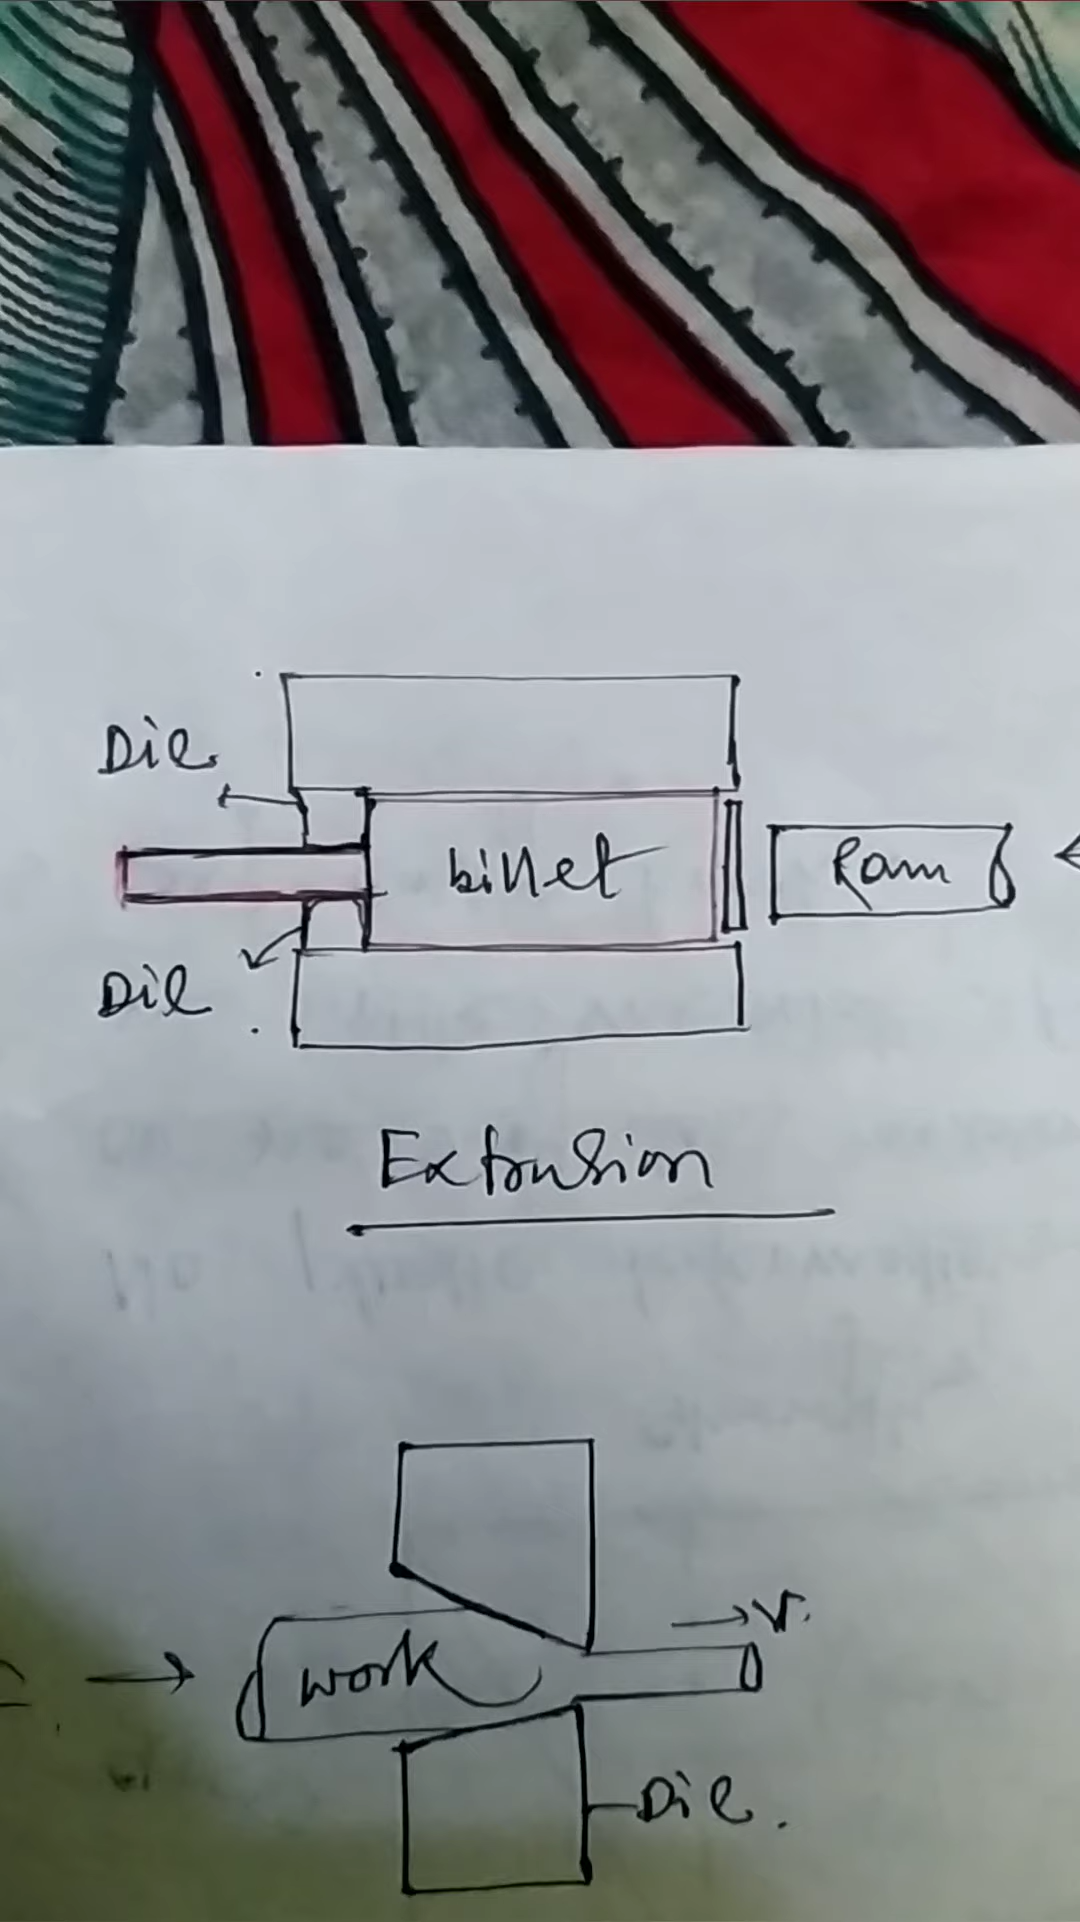 Die
billet
Ram
Die
Extrusion
→ V.
work
Die.